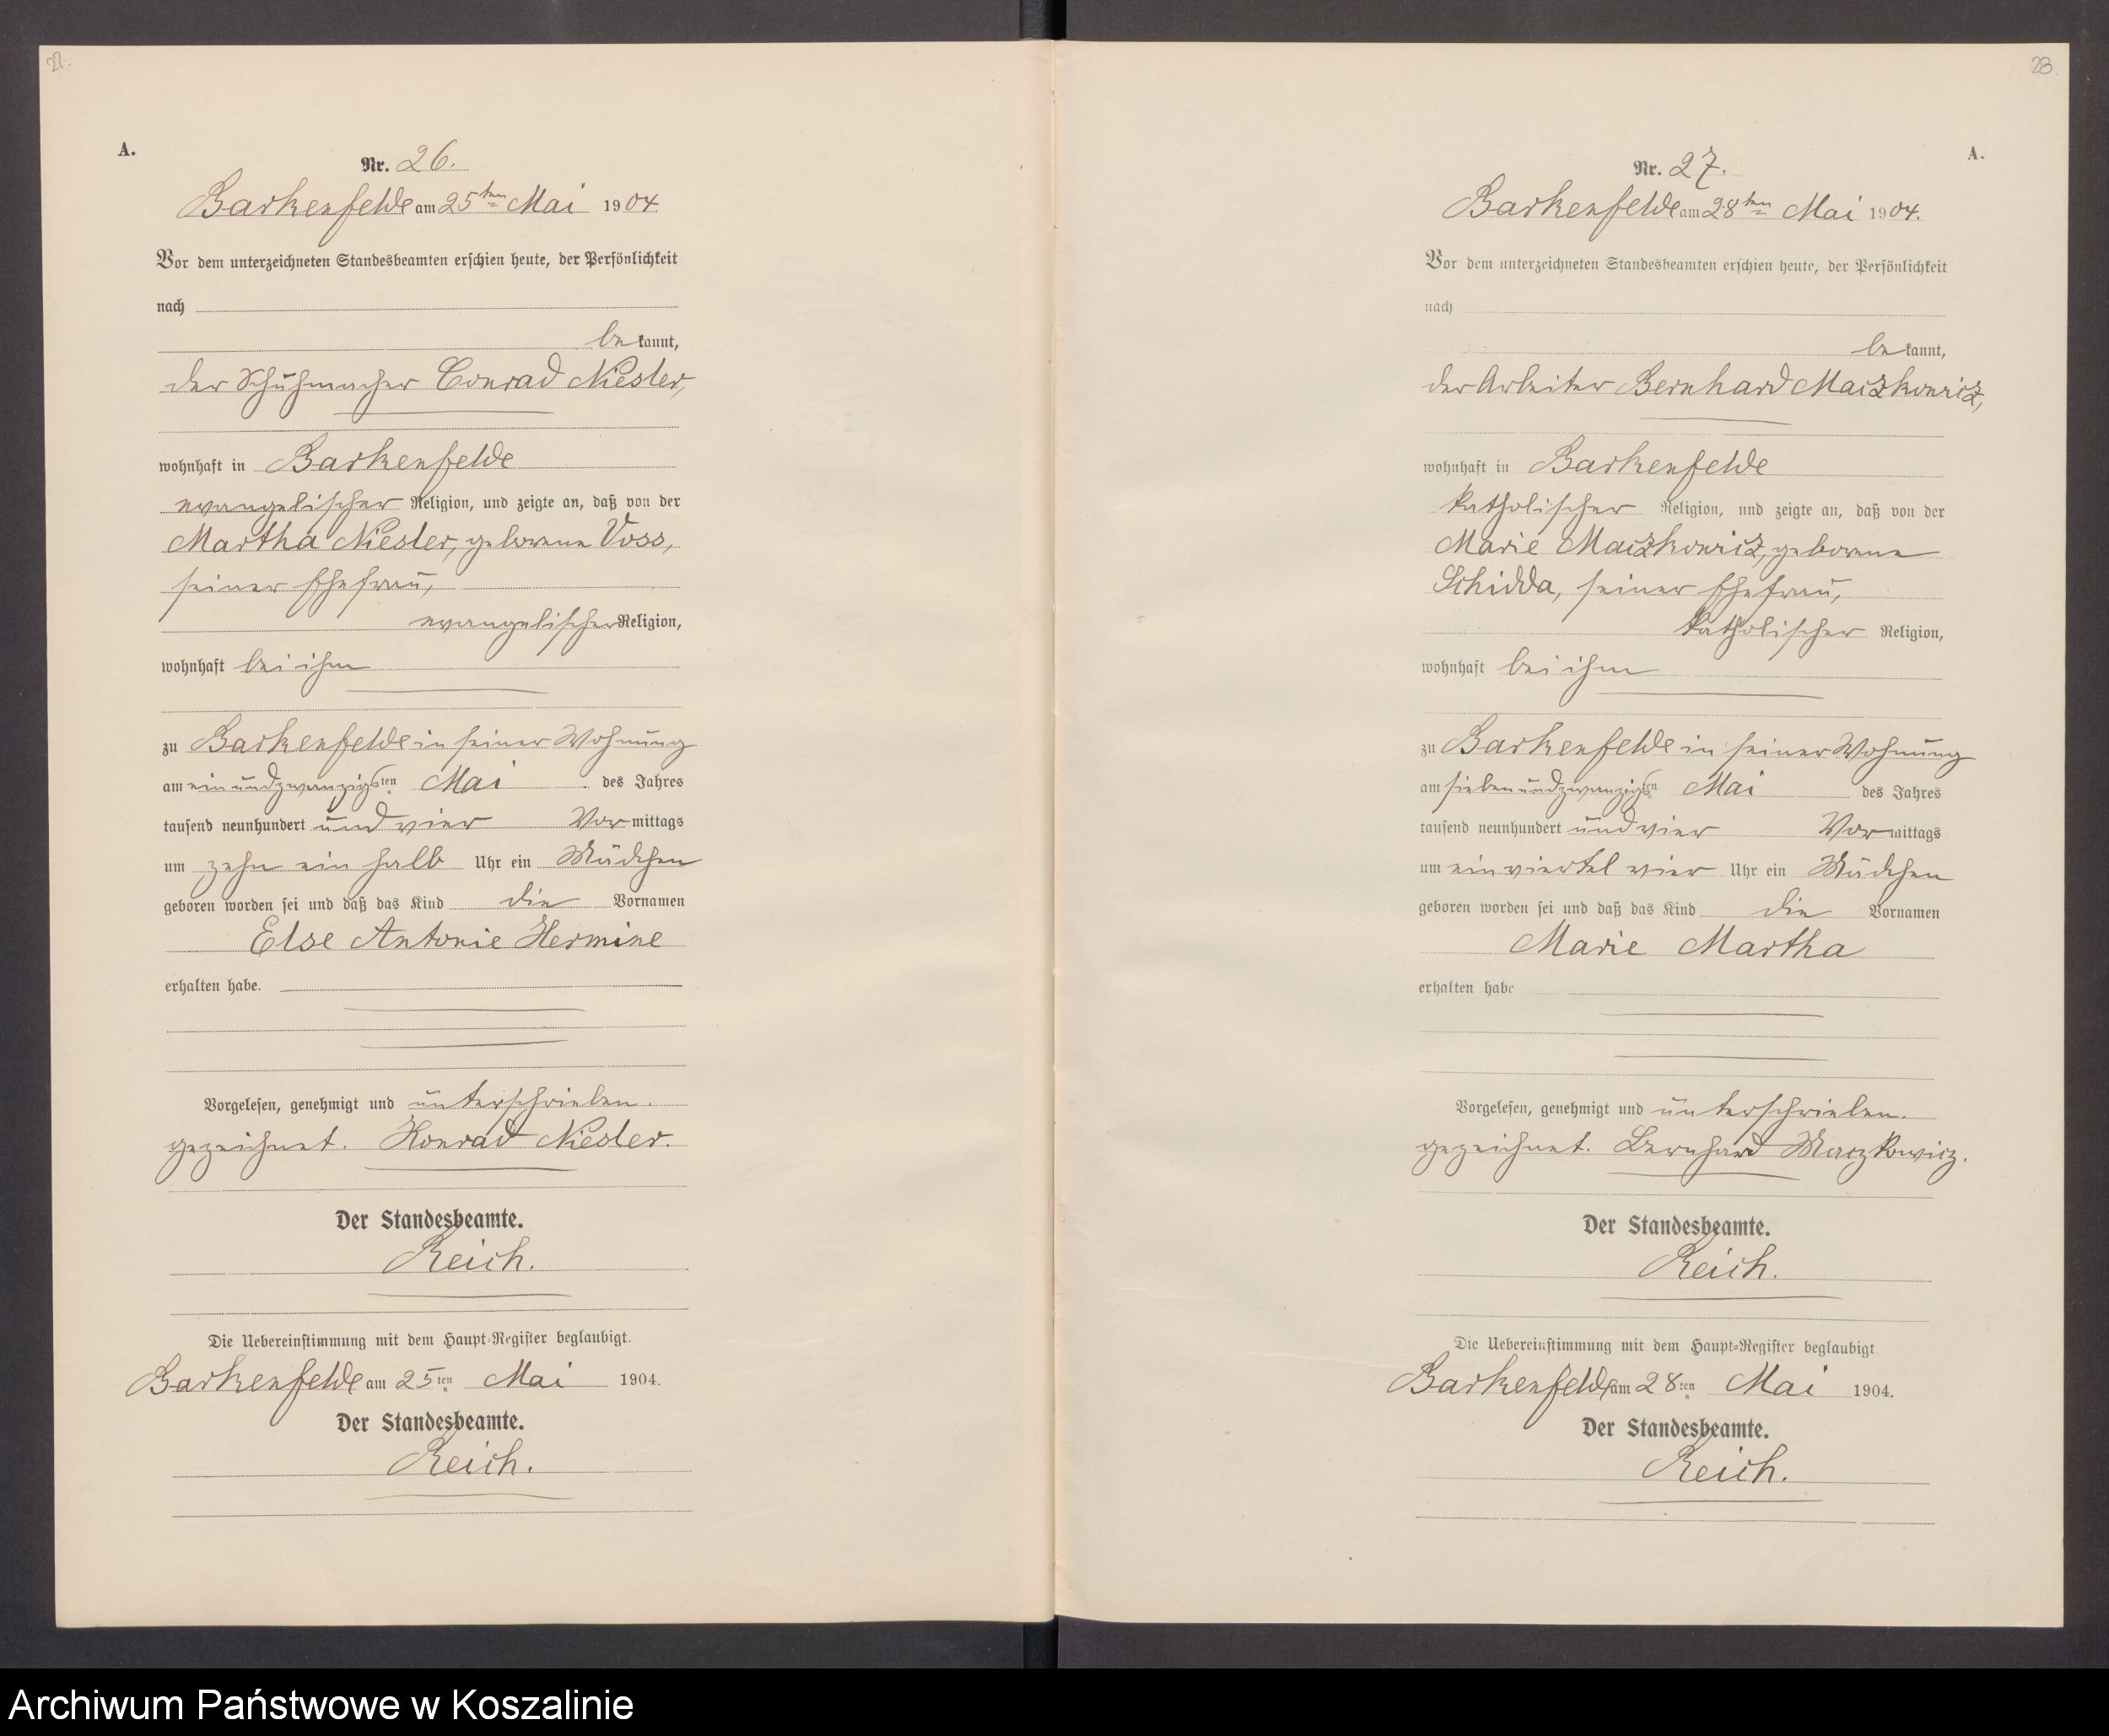 27.
A.
Nr. 26.
Barkenfelde am 25ten Mai 1904
Vor dem unterzeichneten Standesbeamten erschien heute, der Persönlichkeit
nach
bekannt,
der Schuhmacher Conrad Niesler,
wohnhaft in Barkenfelde
evangelischer Religion, und zeigte an, daß von der
Martha Niesler, geborene Voss,
seiner Ehefrau,
evangelischer Religion,
wohnhaft bei ihm
zu Barkenfelde in seiner Wohnung
am einundzwanzigsten Mai des Jahres
tausend neunhundert und vier Vormittags
um zehn ein halb Uhr ein Mädchen
geboren worden sei und daß das Kind die Vornamen
Else Antonie Hermine
erhalten habe.
Vorgelesen, genehmigt und unterschrieben.
gezeichnet. Konrad Niesler.
Der Standesbeamte.
Reich.
Die Uebereinstimmung mit dem Haupt-Register beglaubigt.
Barkenfelde am 25ten Mai 1904.
Der Standesbeamte.
Reich.
28.
A.
Nr. 27.
Barkenfelde am 28ten Mai 1904.
Vor dem unterzeichneten Standesbeamten erschien heute, der Persönlichkeit
nach
bekannt,
der Arbeiter Bernhard Maczkowicz,
wohnhaft in Barkenfelde
katholischer Religion, und zeigte an, daß von der
Marie Maczkowicz, geborene
Schidda, seiner Ehefrau,
katholischer Religion,
wohnhaft bei ihm
zu Barkenfelde in seiner Wohnung
am siebenundzwanzigsten Mai des Jahres
tausend neunhundert und vier Vormittags
um einviertel vier Uhr ein Mädchen
geboren worden sei und daß das Kind die Vornamen
Marie Martha
erhalten habe
Vorgelesen, genehmigt und unterschrieben.
gezeichnet. Bernhard Maczkowicz.
Der Standesbeamte.
Reich.
Die Uebereinstimmung mit dem Haupt-Register beglaubigt
Barkenfelde am 28ten Mai 1904.
Der Standesbeamte.
Reich.
Archiwum Państwowe w Koszalinie